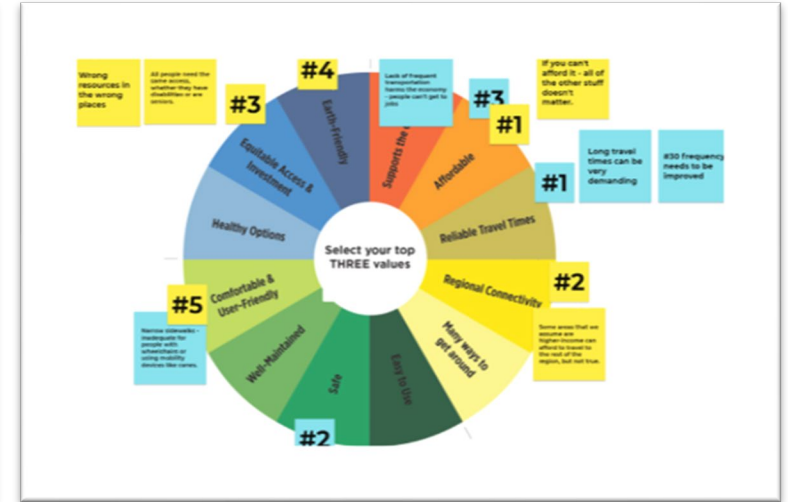 Wrong
resources in
the wrong
places
All people need the
same access,
whether they have
disabilities or are
seniors.
#3
#4
Lack of frequent
transportation
harms the economy
- people can't get to
jobs
#3
#1
If you can't
afford it - all of
the other stuff
doesn't
matter.
#1
Long travel
times can be
very
demanding
#30 frequency
needs to be
improved
Earth-Friendly
Supports the
Affordable
Equitable Access &
Investment
Healthy Options
Reliable Travel Times
Select your top
THREE values
Regional Connectivity
#2
Comfortable &
User-Friendly
#5
Many ways to
get around
Some areas that we
assume are
higher-income can
afford to travel to
the rest of the
region, but not true.
Narrow sidewalks -
inadequate for
people with
wheelchairs or
using mobility
devices like canes.
Well-Maintained
Safe
Easy to Use
#2